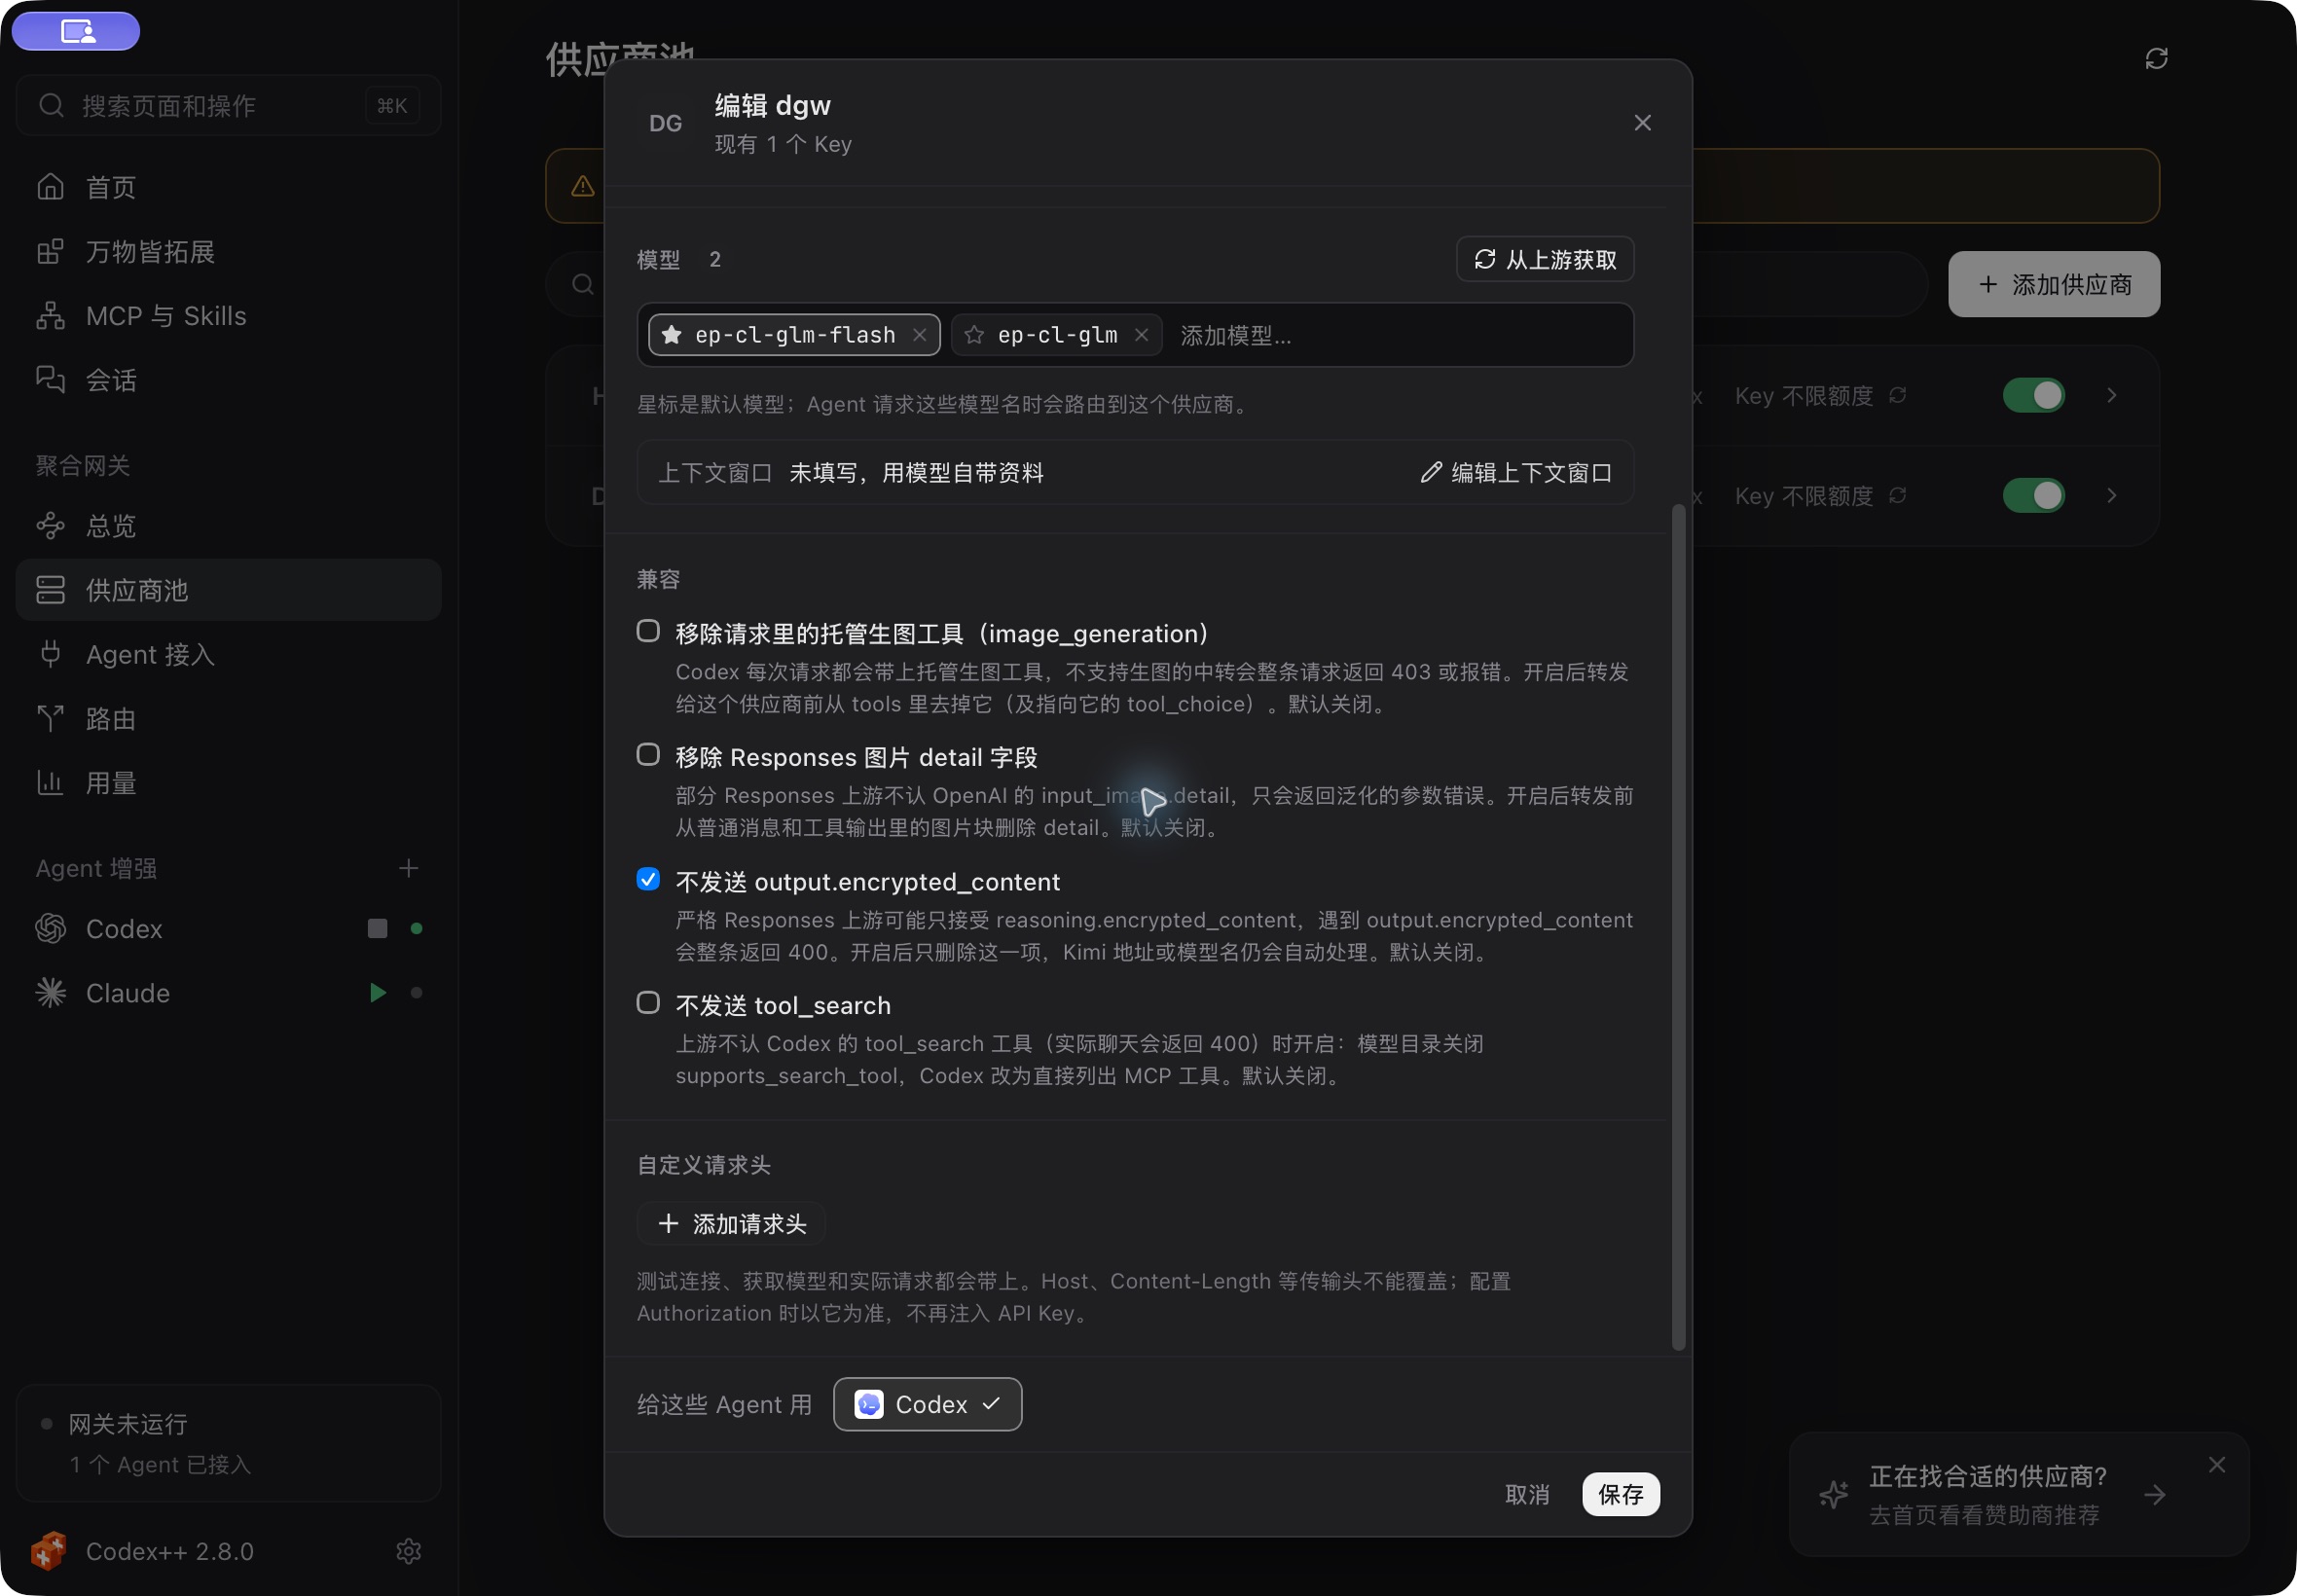 搜索页面和操作 ⌘K
首页
万物皆拓展
MCP 与 Skills
会话
聚合网关
总览
供应商池
Agent 接入
路由
用量
Agent 增强
Codex
Claude
网关未运行
1 个 Agent 已接入
Codex++ 2.8.0
供应商池
添加供应商
Key 不限额度
Key 不限额度
DG
编辑 dgw
现有 1 个 Key
模型 2
从上游获取
ep-cl-glm-flash ep-cl-glm 添加模型...
星标是默认模型；Agent 请求这些模型名时会路由到这个供应商。
上下文窗口 未填写，用模型自带资料 编辑上下文窗口
兼容
移除请求里的托管生图工具（image_generation）
Codex 每次请求都会带上托管生图工具，不支持生图的中转会整条请求返回 403 或报错。开启后转发
给这个供应商前从 tools 里去掉它（及指向它的 tool_choice）。默认关闭。
移除 Responses 图片 detail 字段
部分 Responses 上游不认 OpenAI 的 input_image.detail，只会返回泛化的参数错误。开启后转发前
从普通消息和工具输出里的图片块删除 detail。默认关闭。
不发送 output.encrypted_content
严格 Responses 上游可能只接受 reasoning.encrypted_content，遇到 output.encrypted_content
会整条返回 400。开启后只删除这一项，Kimi 地址或模型名仍会自动处理。默认关闭。
不发送 tool_search
上游不认 Codex 的 tool_search 工具（实际聊天会返回 400）时开启：模型目录关闭
supports_search_tool，Codex 改为直接列出 MCP 工具。默认关闭。
自定义请求头
添加请求头
测试连接、获取模型和实际请求都会带上。Host、Content-Length 等传输头不能覆盖；配置
Authorization 时以它为准，不再注入 API Key。
给这些 Agent 用 Codex
取消 保存
正在找合适的供应商？
去首页看看赞助商推荐